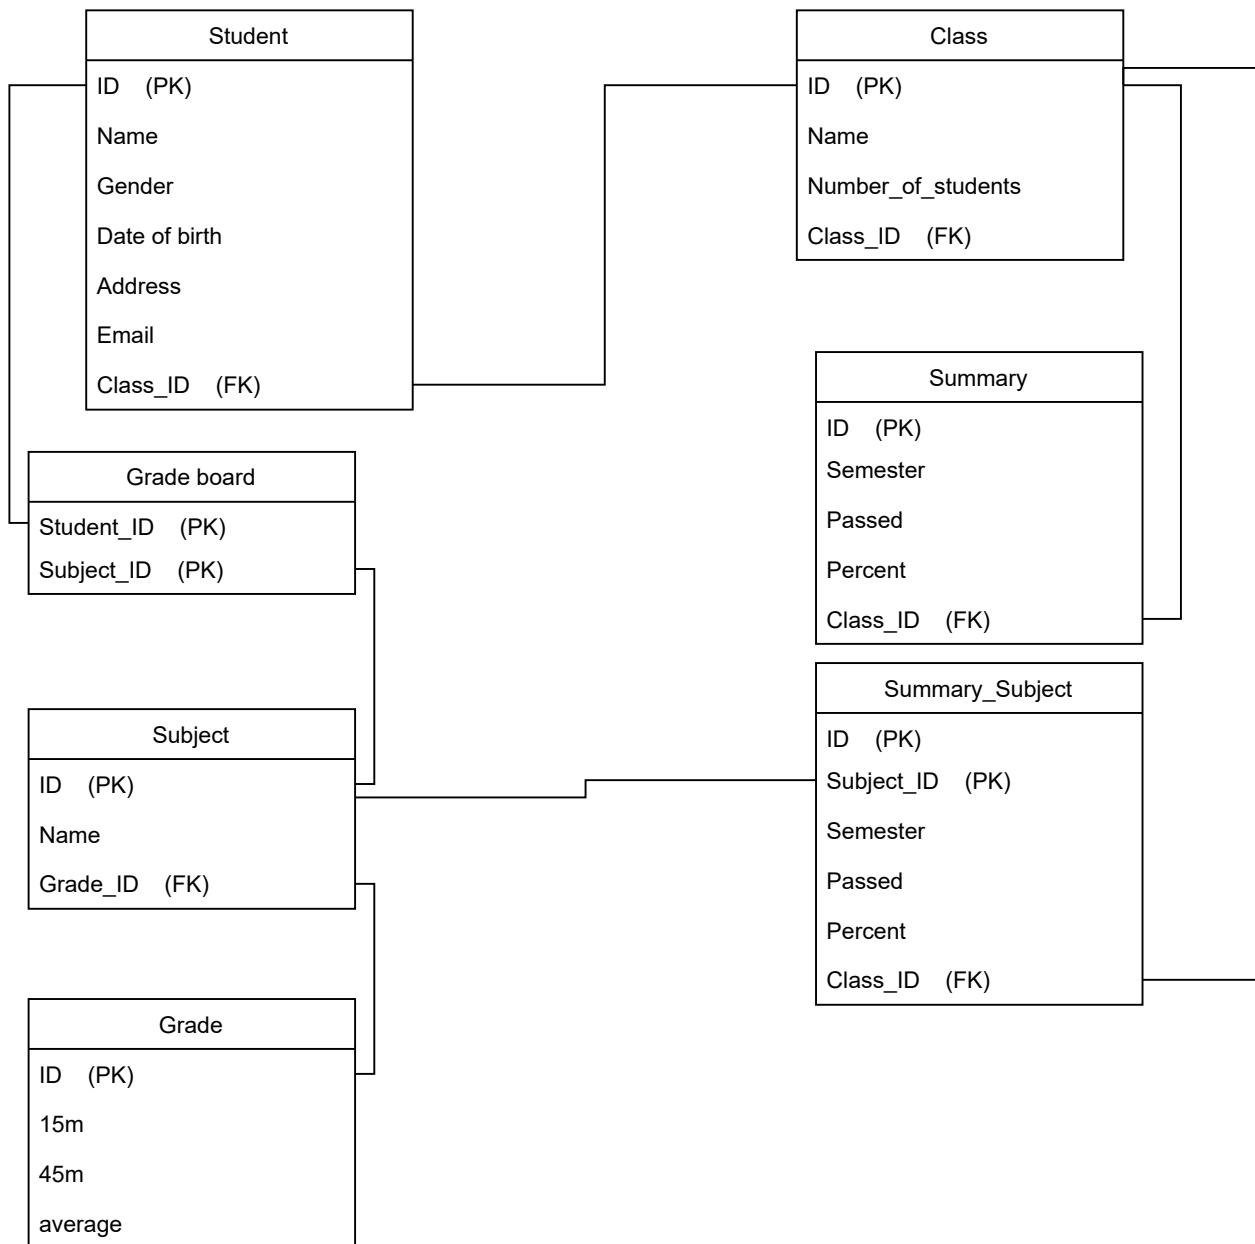 Student
ID (PK)
Name
Gender
Date of birth
Address
Email
Class_ID (FK)
Class
ID (PK)
Name
Number_of_students
Class_ID (FK)
Summary
ID (PK)
Semester
Passed
Percent
Class_ID (FK)
Grade board
Student_ID (PK)
Subject_ID (PK)
Summary_Subject
ID (PK)
Subject_ID (PK)
Semester
Passed
Percent
Class_ID (FK)
Subject
ID (PK)
Name
Grade_ID (FK)
Grade
ID (PK)
15m
45m
average